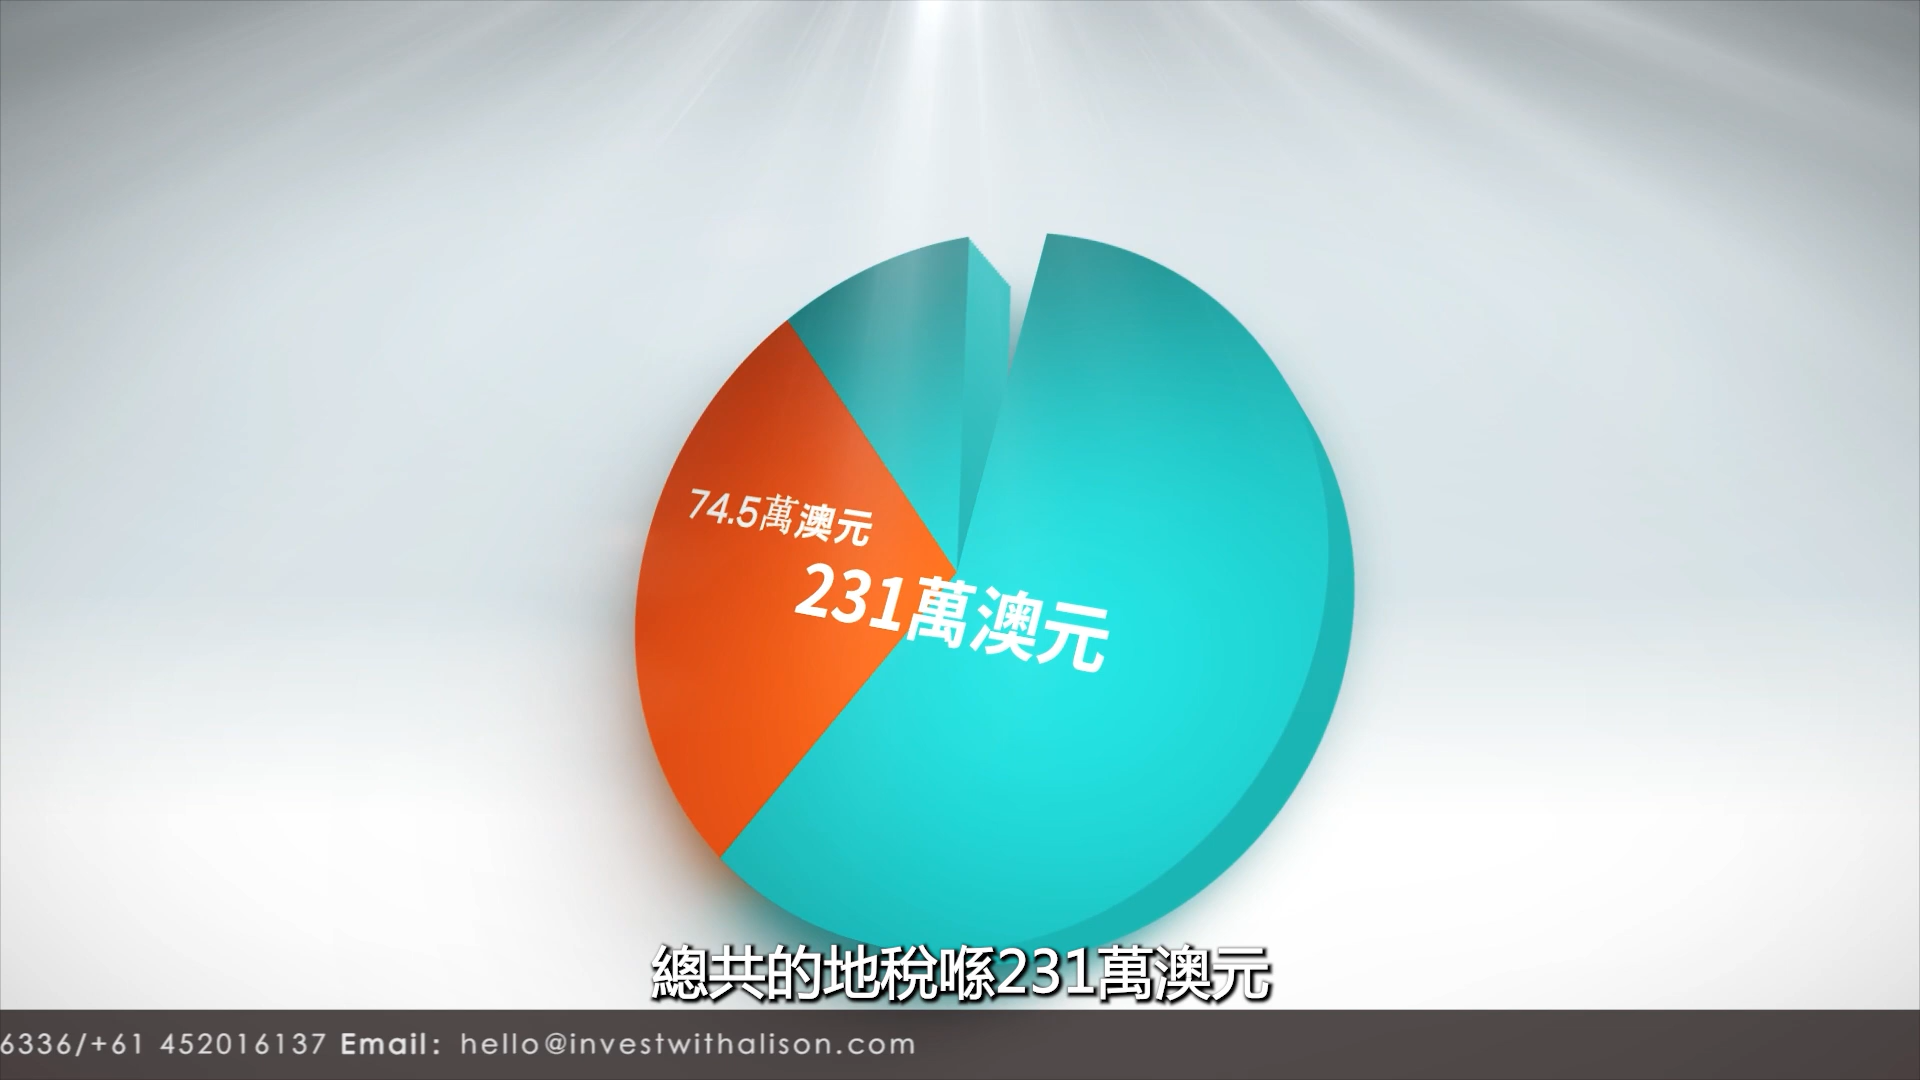 74.5萬澳元
231萬澳元
總共的地稅喺231萬澳元
6336/+61 452016137 Email: hello@investwithalison.com